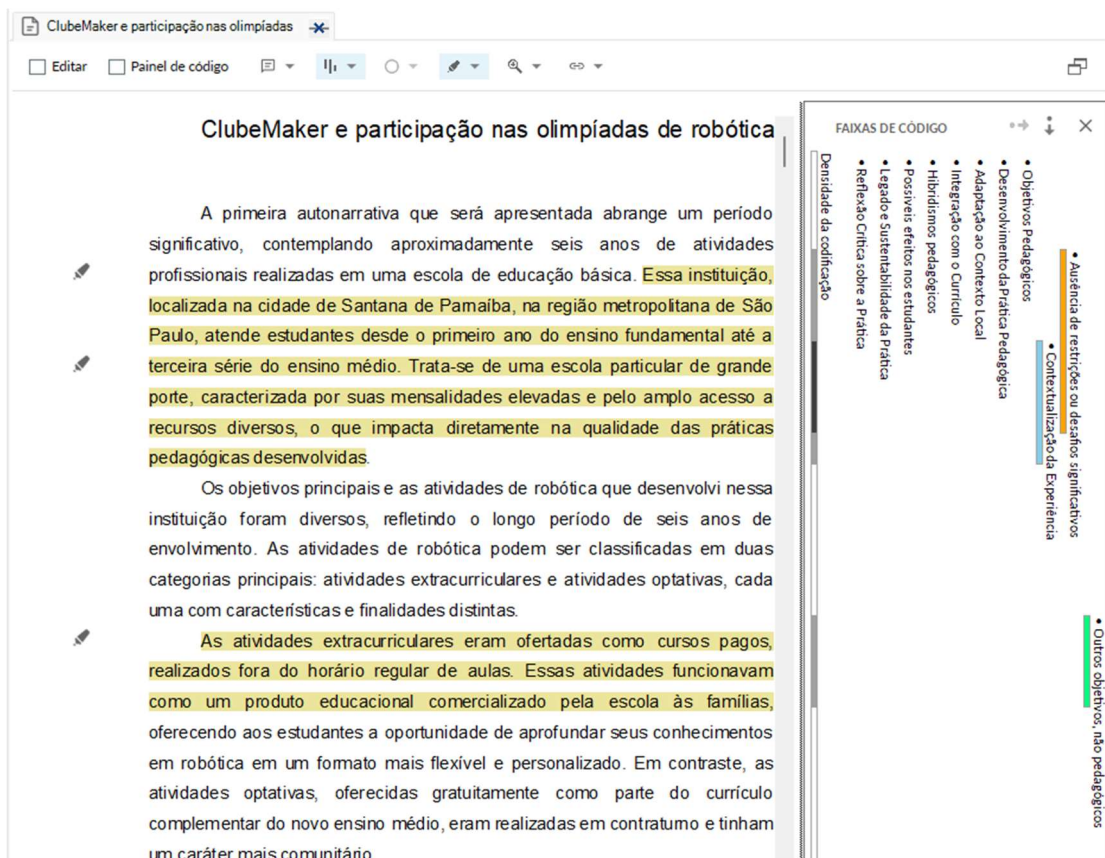 ClubeMaker e participação nas olimpíadas
Editar
Painel de código
ClubeMaker e participação nas olimpíadas de robótica
A primeira autonarrativa que será apresentada abrange um período
significativo, contemplando aproximadamente seis anos de atividades
profissionais realizadas em uma escola de educação básica. Essa instituição,
localizada na cidade de Santana de Parnaíba, na região metropolitana de São
Paulo, atende estudantes desde o primeiro ano do ensino fundamental até a
terceira série do ensino médio. Trata-se de uma escola particular de grande
porte, caracterizada por suas mensalidades elevadas e pelo amplo acesso a
recursos diversos, o que impacta diretamente na qualidade das práticas
pedagógicas desenvolvidas.
Os objetivos principais e as atividades de robótica que desenvolvi nessa
instituição foram diversos, refletindo o longo período de seis anos de
envolvimento. As atividades de robótica podem ser classificadas em duas
categorias principais: atividades extracurriculares e atividades optativas, cada
uma com características e finalidades distintas.
As atividades extracurriculares eram ofertadas como cursos pagos,
realizados fora do horário regular de aulas. Essas atividades funcionavam
como um produto educacional comercializado pela escola às famílias,
oferecendo aos estudantes a oportunidade de aprofundar seus conhecimentos
em robótica em um formato mais flexível e personalizado. Em contraste, as
atividades optativas, oferecidas gratuitamente como parte do currículo
complementar do novo ensino médio, eram realizadas em contraturno e tinham
um caráter mais comunitário.
FAIXAS DE CÓDIGO
Densidade da codificação
• Reflexão Crítica sobre a Prática
• Legado e Sustentabilidade da Prática
• Possiveis efeitos nos estudantes
• Hibridismos pedagógicos
• Integração com o Currículo
• Adaptação ao Contexto Local
• Desenvolvimento da Prática Pedagógica
• Objetivos Pedagógicos
• Contextualização da Experiência
• Ausência de restrições ou desafios significativos
• Outros objetivos, não pedagógicos